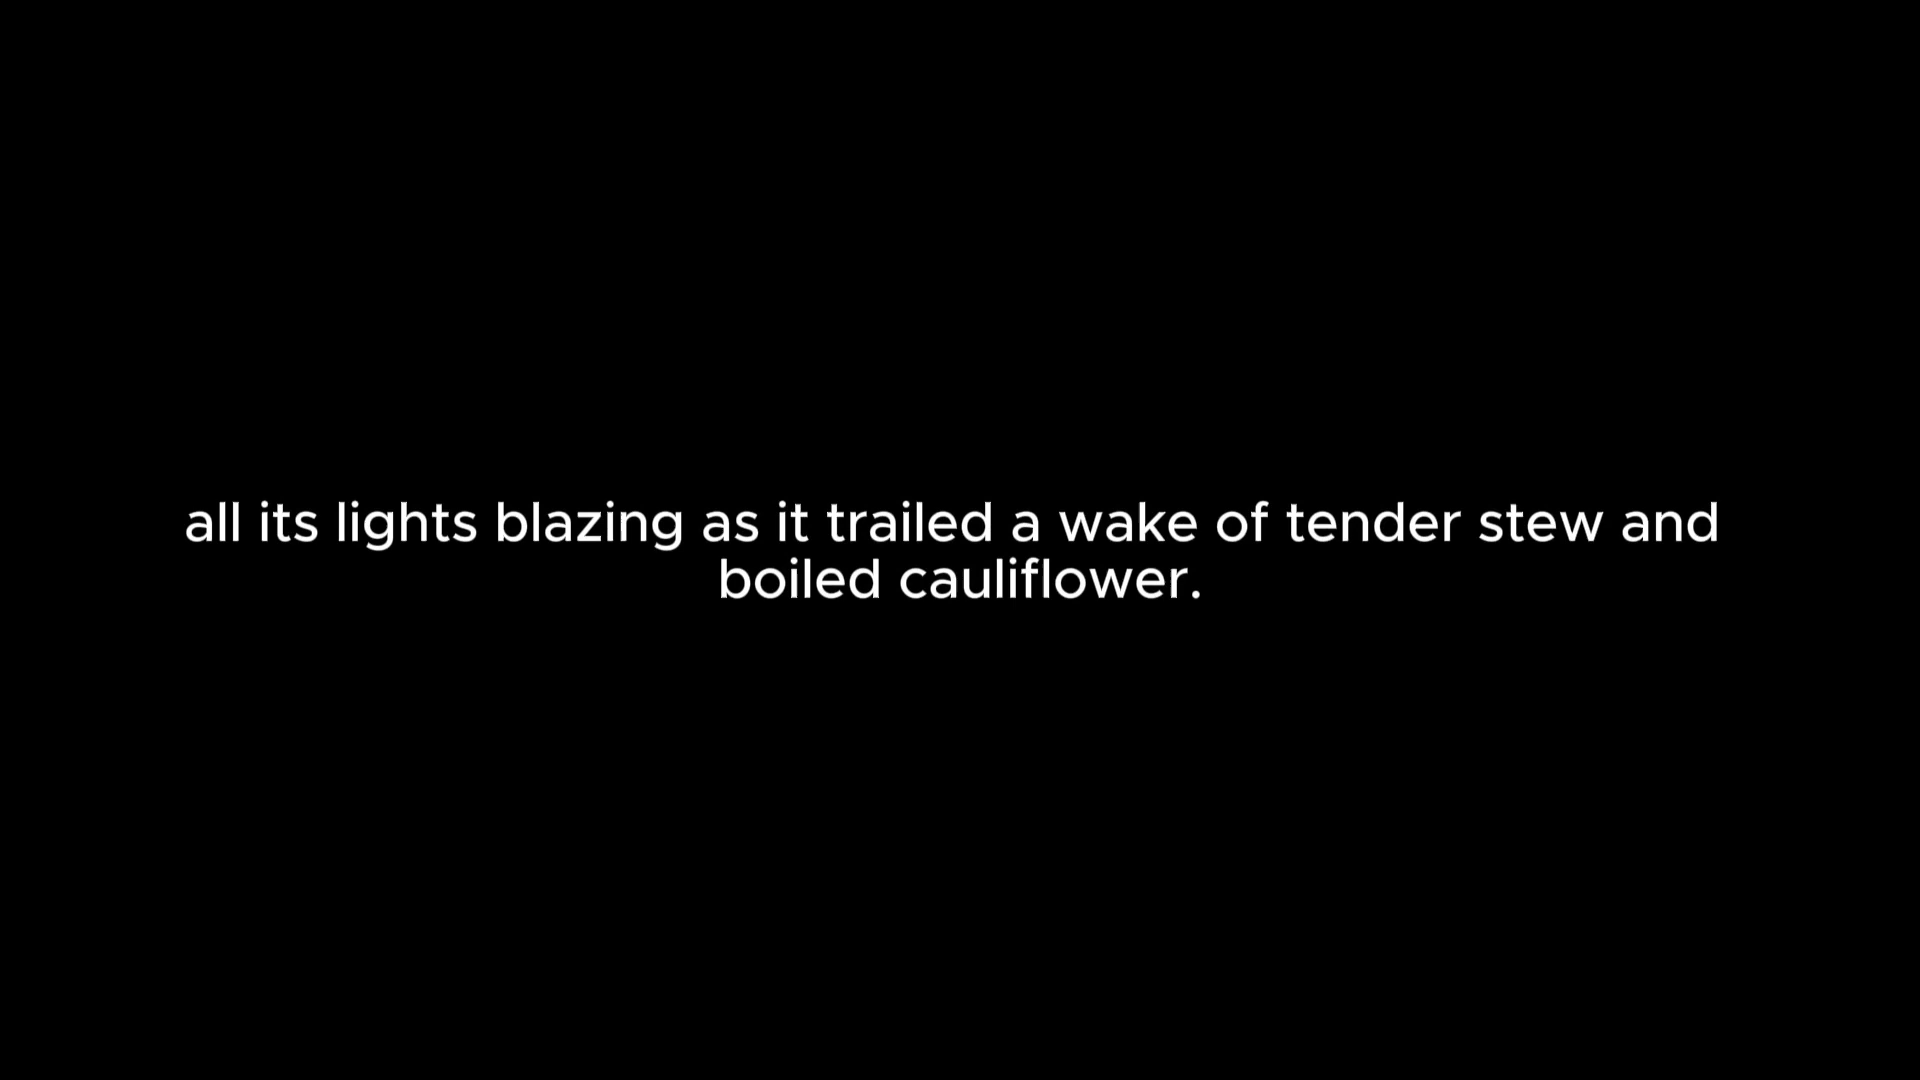 all its lights blazing as it trailed a wake of tender stew and
boiled cauliflower.